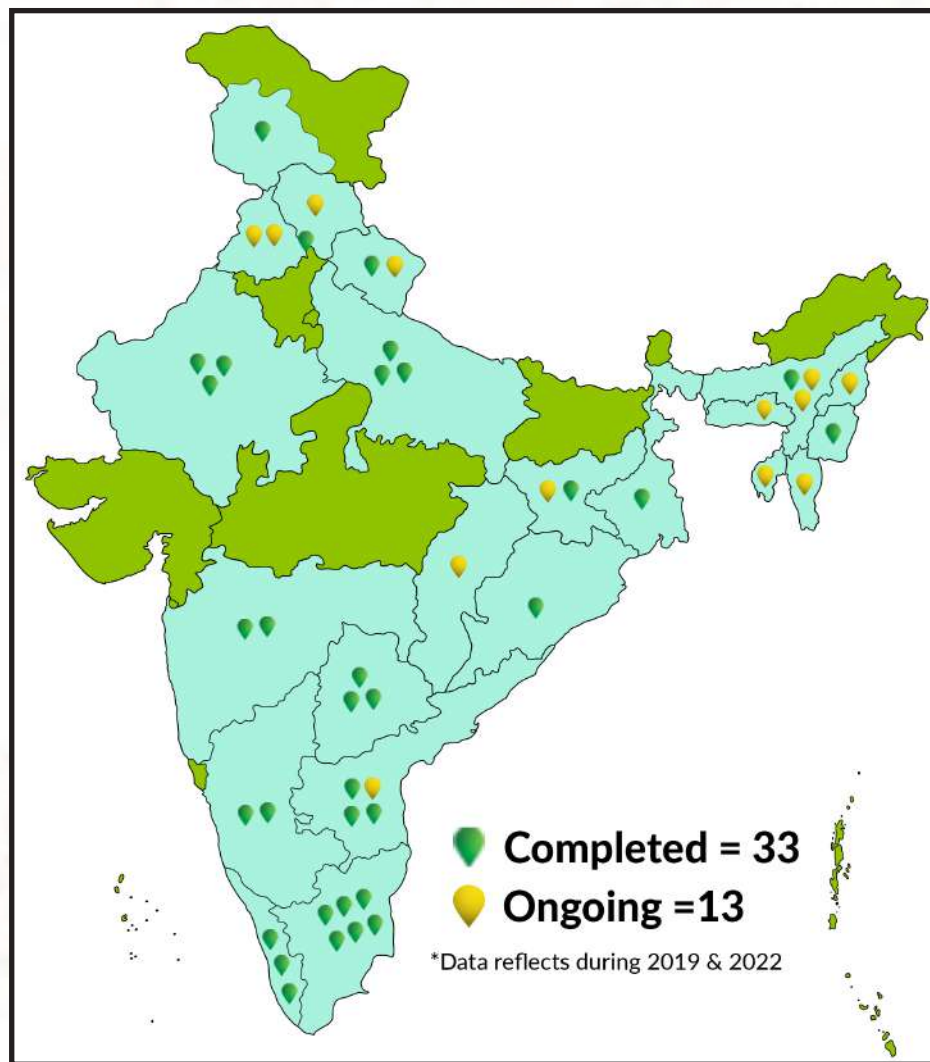 Completed = 33
Ongoing =13
*Data reflects during 2019 & 2022